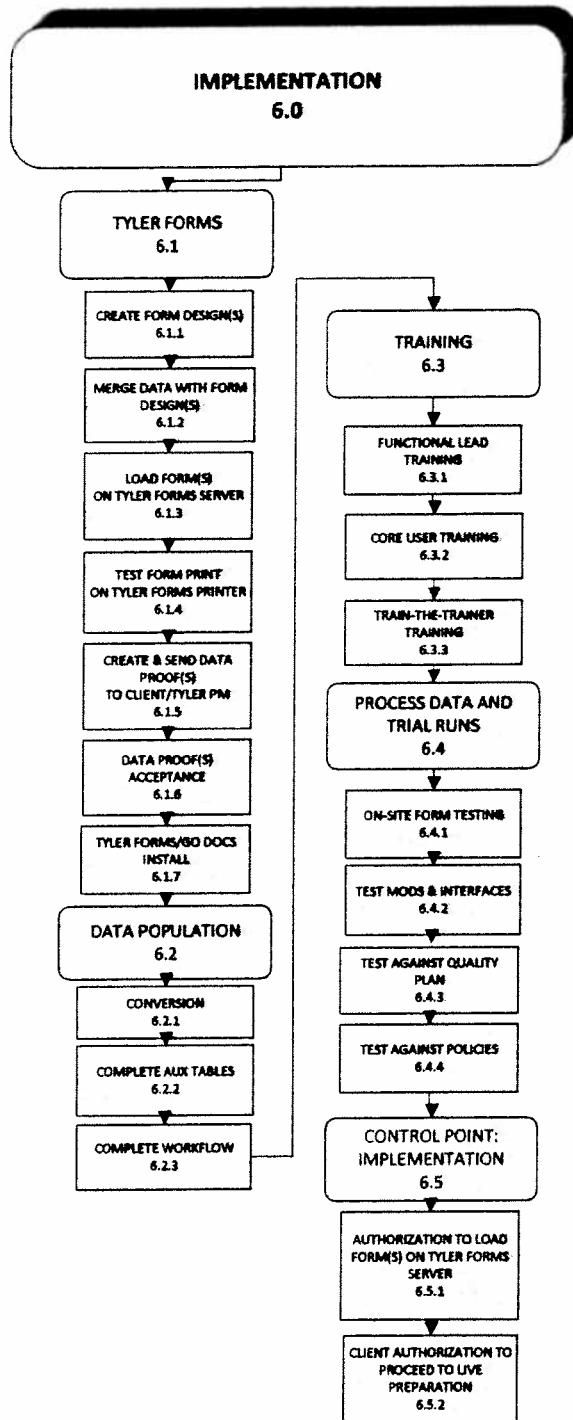 IMPLEMENTATION
6.0
TYLER FORMS
6.1
CREATE FORM DESIGN(S)
6.1.1
MERGE DATA WITH FORM
DESIGN(S)
6.1.2
LOAD FORM(S)
ON TYLER FORMS SERVER
6.1.3
TEST FORM PRINT
ON TYLER FORMS PRINTER
6.1.4
CREATE & SEND DATA
PROOF(S)
TO CLIENT/TYLER PM
6.1.5
DATA PROOF(S)
ACCEPTANCE
6.1.6
TYLER FORMS/GO DOCS
INSTALL
6.1.7
DATA POPULATION
6.2
CONVERSION
6.2.1
COMPLETE AUX TABLES
6.2.2
COMPLETE WORKFLOW
6.2.3
TRAINING
6.3
FUNCTIONAL LEAD
TRAINING
6.3.1
CORE USER TRAINING
6.3.2
TRAIN-THE-TRAINER
TRAINING
6.3.3
PROCESS DATA AND
TRIAL RUNS
6.4
ON-SITE FORM TESTING
6.4.1
TEST MODS & INTERFACES
6.4.2
TEST AGAINST QUALITY
PLAN
6.4.3
TEST AGAINST POLICIES
6.4.4
CONTROL POINT:
IMPLEMENTATION
6.5
AUTHORIZATION TO LOAD
FORM(S) ON TYLER FORMS
SERVER
6.5.1
CLIENT AUTHORIZATION TO
PROCEED TO LIVE
PREPARATION
6.5.2